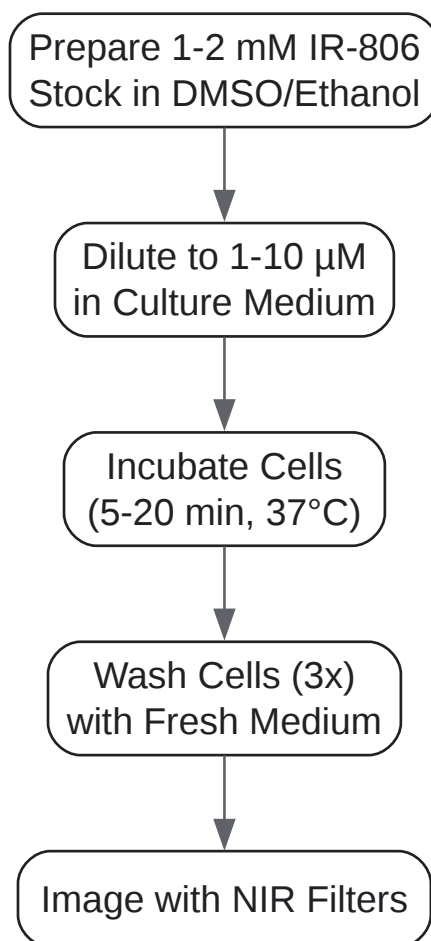 Prepare 1-2 mM IR-806
Stock in DMSO/Ethanol
Dilute to 1-10 µM
in Culture Medium
Incubate Cells
(5-20 min, 37°C)
Wash Cells (3x)
with Fresh Medium
Image with NIR Filters